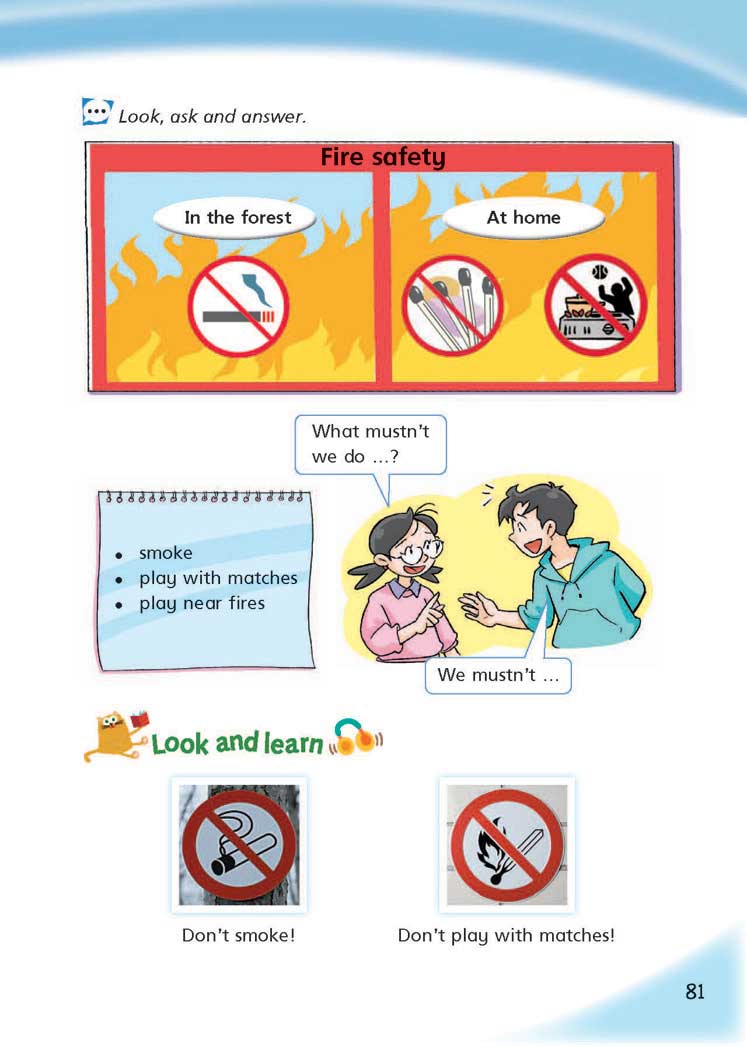 Look, ask and answer.
Fire safety
In the forest
At home
What mustn't
we do ...?
• smoke
• play with matches
• play near fires
We mustn't ...
Look and learn
Don't smoke!
Don't play with matches!
81